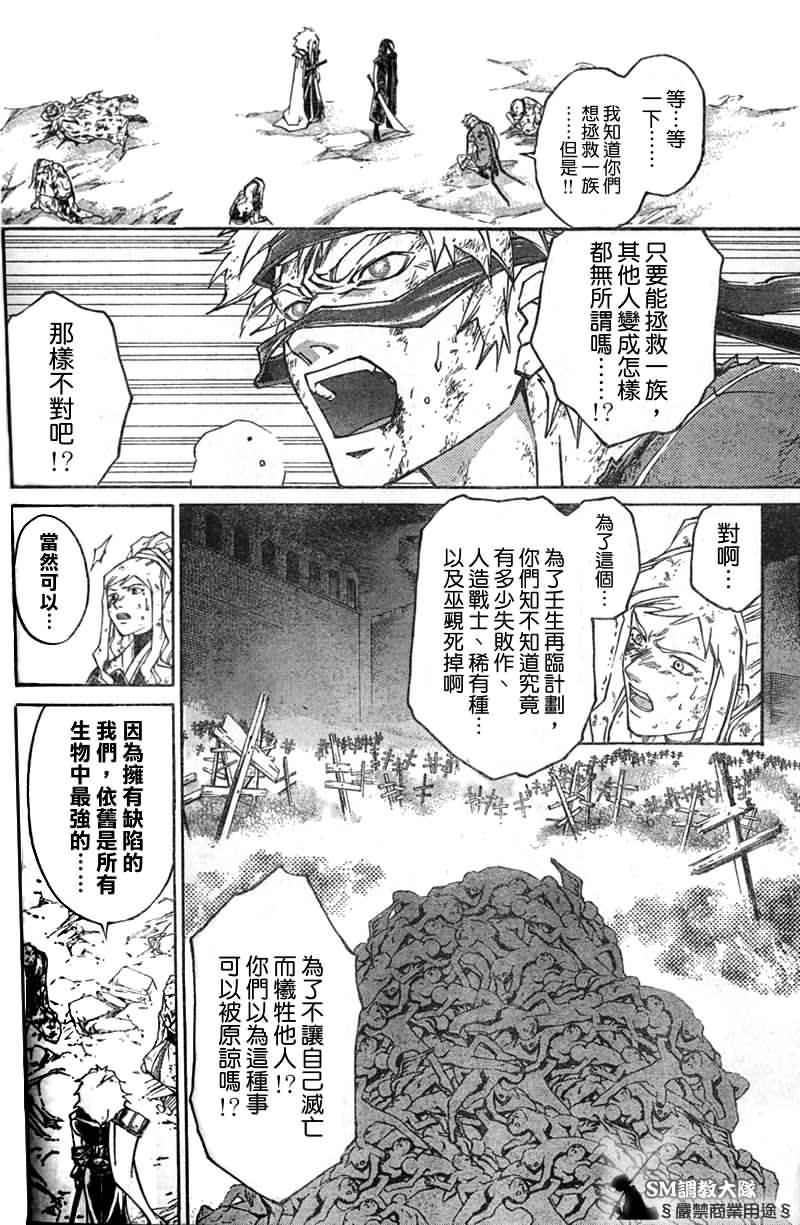 等…等
一下……
我知道你們
想拯救一族
……但是!!
只要能拯救一族，
其他人變成怎樣
都無所謂嗎……!?
那樣不對吧!?
對啊…
為了這個…
為了壬生再臨計劃，
你們知不知道究竟
有多少失敗作、
人造戰士、稀有種…
以及巫覡死掉啊
為了不讓自己滅亡
而犧牲他人!?
你們以為這種事
可以被原諒嗎!?
當然可以…
因為擁有缺陷的
我們，依舊是所有
生物中最強的……
SM調教大隊
§嚴禁商業用途§